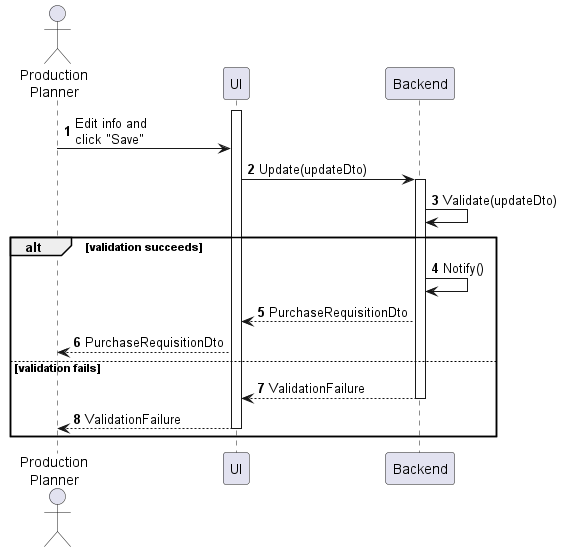 Production
Planner
UI
Backend
1 Edit info and
click "Save"
2 Update(updateDto)
3 Validate(updateDto)
alt [validation succeeds]
4 Notify()
5 PurchaseRequisitionDto
6 PurchaseRequisitionDto
[validation fails]
7 ValidationFailure
8 ValidationFailure
Production
Planner
UI
Backend